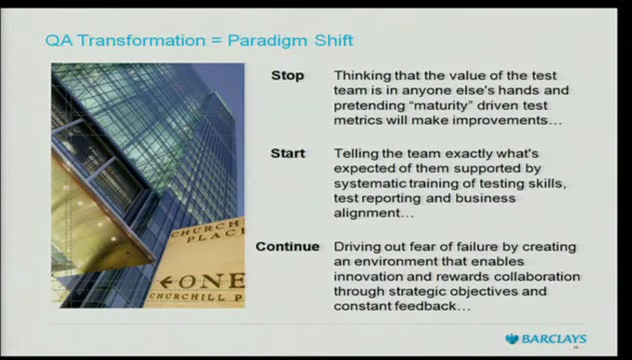 QA Transformation = Paradigm Shift
Stop
Thinking that the value of the test
team is in anyone else's hands and
pretending "maturity" driven test
metrics will make improvements…
Start
Telling the team exactly what's
expected of them supported by
systematic training of testing skills,
test reporting and business
alignment…
Continue
Driving out fear of failure by creating
an environment that enables
innovation and rewards collaboration
through strategic objectives and
constant feedback…
CHURCH
PLAC
←ONE
CHURCHILL P
BARCLAYS